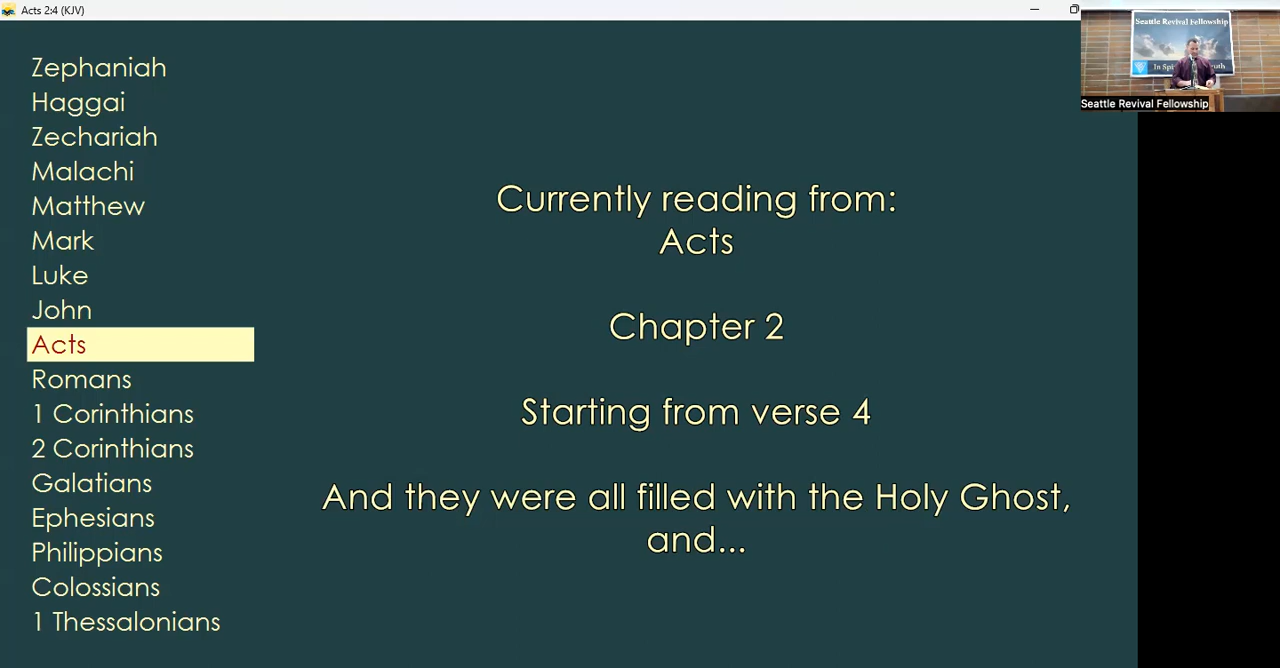 Acts 2:4 (KJV)
Zephaniah
Haggai
Zechariah
Malachi
Matthew
Mark
Luke
John
Acts
Romans
1 Corinthians
2 Corinthians
Galatians
Ephesians
Philippians
Colossians
1 Thessalonians
Currently reading from:
Acts
Chapter 2
Starting from verse 4
And they were all filled with the Holy Ghost,
and...
Seattle Revival Fellowship
In
Seattle Revival Fellowship